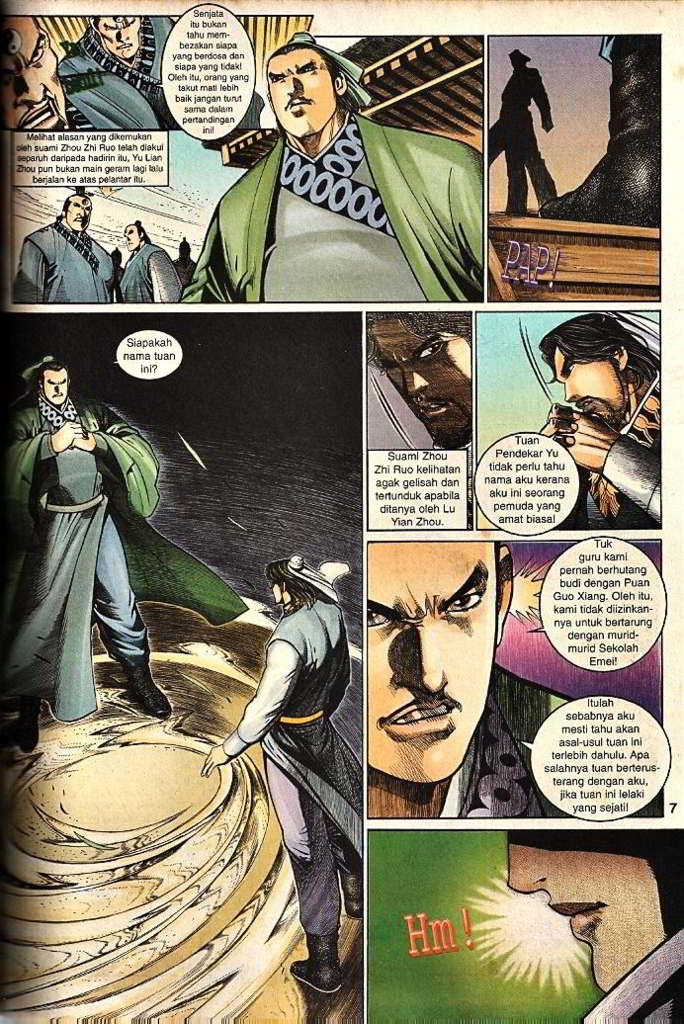 Senjata
itu bukan
tahu mem-
bezakan siapa
yang berdosa dan
siapa yang tidak!
Oleh itu, orang yang
takut mati lebih
baik jangan turut
sama dalam
pertandingan
ini!
Melihat alasan yang dikemukan
oleh suami Zhou Zhi Ruo telah diakui
separuh daripada hadirin itu, Yu Lian
Zhou pun bukan main geram lagi lalu
berjalan ke atas pelantar itu.
PAP!
Siapakah
nama tuan
ini?
Suami Zhou
Zhi Ruo kelihatan
agak gelisah dan
tertunduk apabila
ditanya oleh Lu
Yian Zhou.
Tuan
Pendekar Yu
tidak perlu tahu
nama aku kerana
aku ini seorang
pemuda yang
amat biasa!
Tuk
guru kami
pernah berhutang
budi dengan Puan
Guo Xiang. Oleh itu,
kami tidak diizinkan-
nya untuk bertarung
dengan murid-
murid Sekolah
Emei!
Itulah
sebabnya aku
mesti tahu akan
asal-usul tuan ini
terlebih dahulu. Apa
salahnya tuan berterus-
terang dengan aku,
jika tuan ini lelaki
yang sejati!
7
Hm!